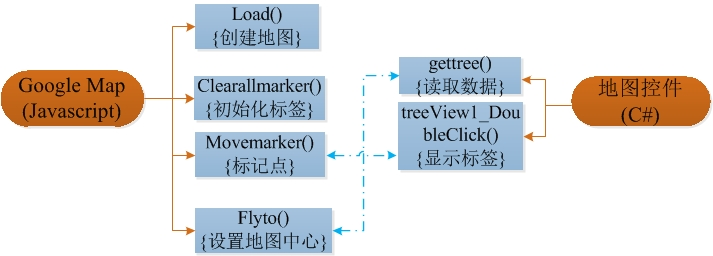 Load()
{创建地图}
Google Map
(Javascript)
Clearallmarker()
{初始化标签}
Movemarker()
{标记点}
Flyto()
{设置地图中心}
gettree()
{读取数据}
treeView1_Dou
bleClick()
{显示标签}
地图控件
(C#)